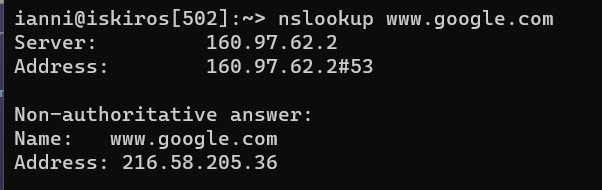 ianni@iskiros[502]:~> nslookup www.google.com
Server:         160.97.62.2
Address:        160.97.62.2#53

Non-authoritative answer:
Name:   www.google.com
Address: 216.58.205.36